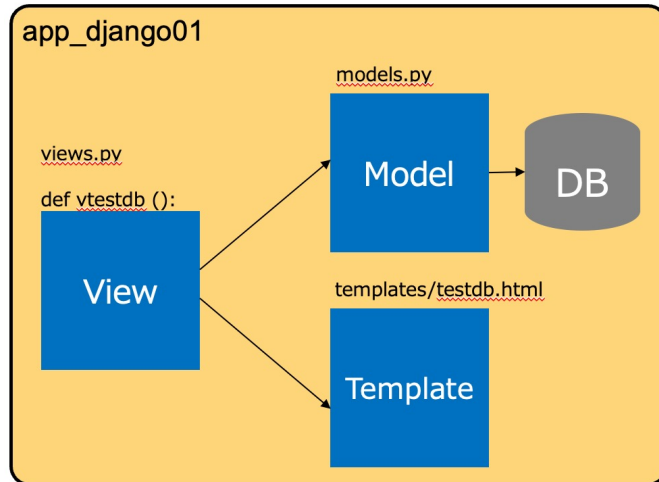 app_django01
models.py
views.py
Model
DB
def vtestdb ():
View
templates/testdb.html
Template